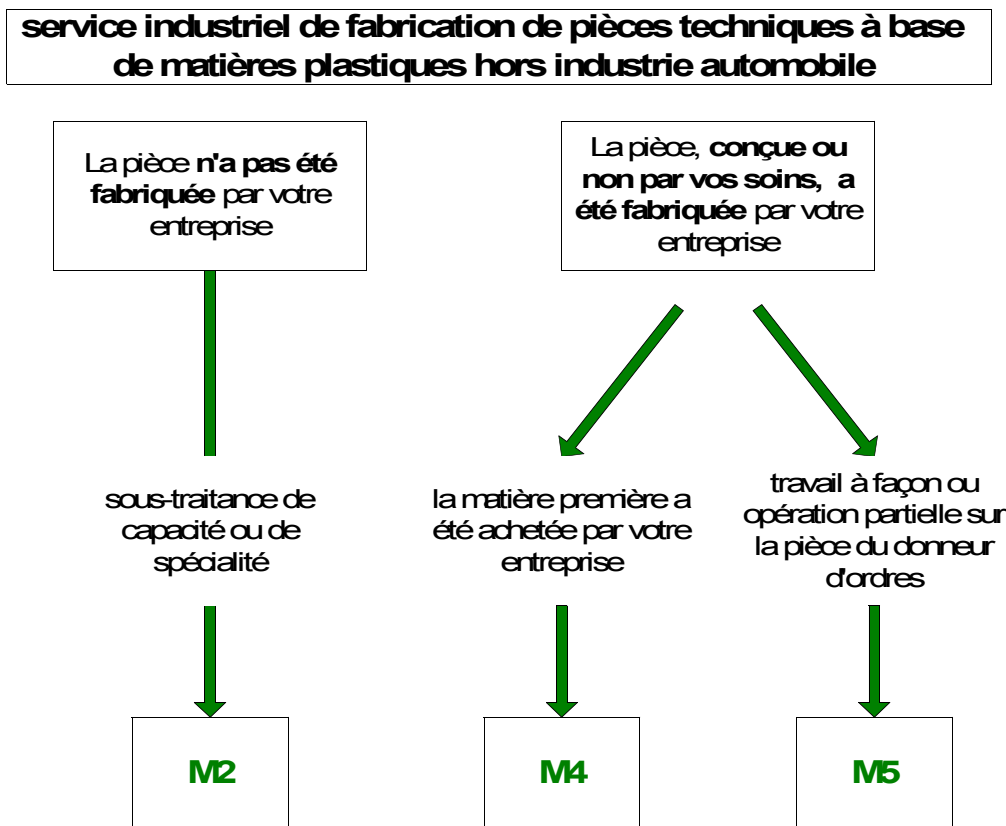 service industriel de fabrication de pièces techniques à base
de matières plastiques hors industrie automobile
La pièce n'a pas été
fabriquée par votre
entreprise
La pièce, conçue ou
non par vos soins, a
été fabriquée par votre
entreprise
sous-traitance de
capacité ou de
spécialité
la matière première a
été achetée par votre
entreprise
travail à façon ou
opération partielle sur
la pièce du donneur
d'ordres
M2
M4
M5